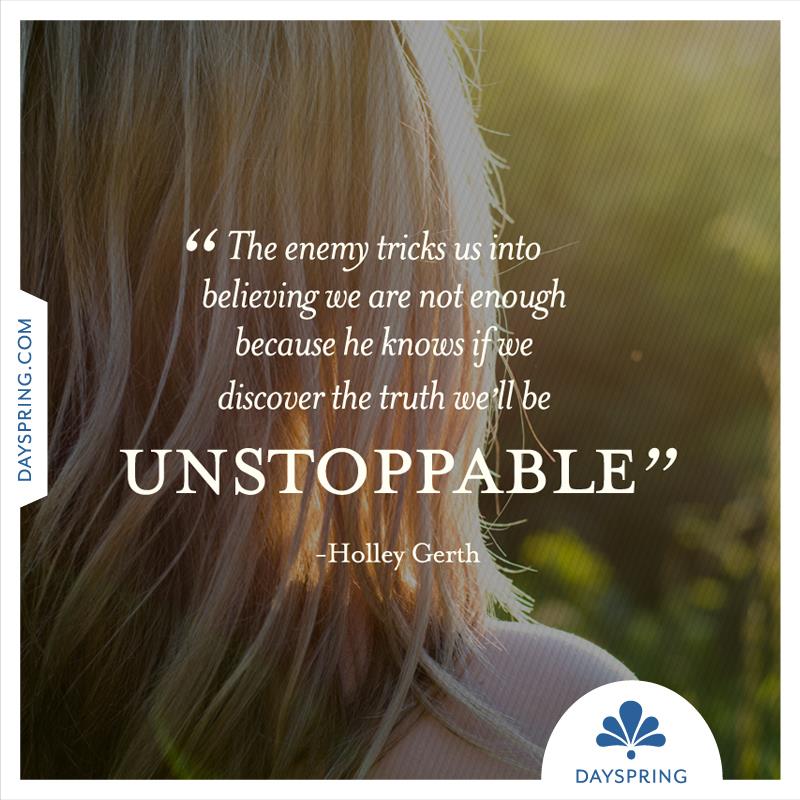 “The enemy tricks us into
believing we are not enough
because he knows if we
discover the truth we’ll be
UNSTOPPABLE”
-Holley Gerth
DAYSPRING.COM
DAYSPRING